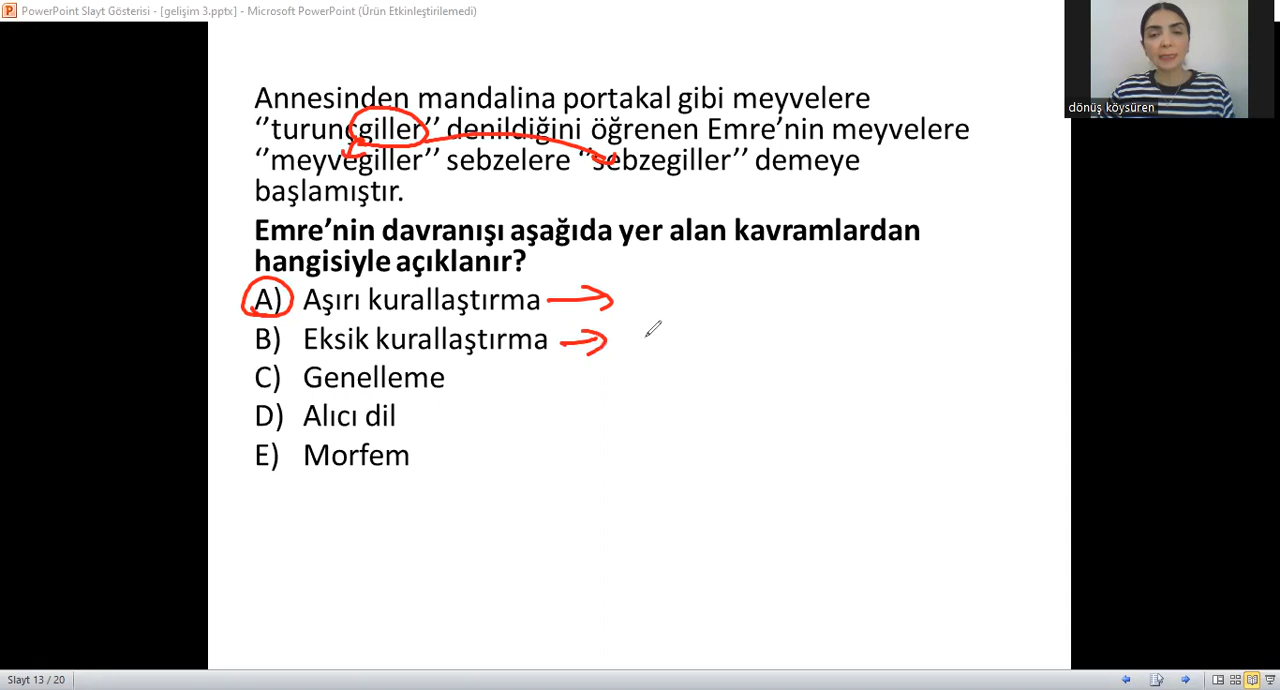 PowerPoint Slayt Gösterisi - [gelişim 3.pptx] - Microsoft PowerPoint (Ürün Etkinleştirilemedi)
dönüş köysüren
Annesinden mandalina portakal gibi meyvelere
‘’turunçgiller’’ denildiğini öğrenen Emre’nin meyvelere
‘’meyvegiller’’ sebzelere ‘’sebzegiller’’ demeye
başlamıştır.
Emre’nin davranışı aşağıda yer alan kavramlardan
hangisiyle açıklanır?
A) Aşırı kurallaştırma
B) Eksik kurallaştırma
C) Genelleme
D) Alıcı dil
E) Morfem
Slayt 13 / 20